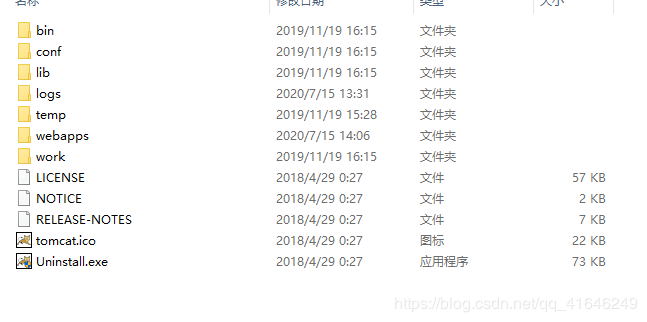 名称 修改日期 类型 大小
bin 2019/11/19 16:15 文件夹
conf 2019/11/19 16:15 文件夹
lib 2019/11/19 16:15 文件夹
logs 2020/7/15 13:31 文件夹
temp 2019/11/19 15:28 文件夹
webapps 2020/7/15 14:06 文件夹
work 2019/11/19 16:15 文件夹
LICENSE 2018/4/29 0:27 文件 57 KB
NOTICE 2018/4/29 0:27 文件 2 KB
RELEASE-NOTES 2018/4/29 0:27 文件 7 KB
tomcat.ico 2018/4/29 0:27 图标 22 KB
Uninstall.exe 2018/4/29 0:27 应用程序 73 KB
https://blog.csdn.net/qq_41646249